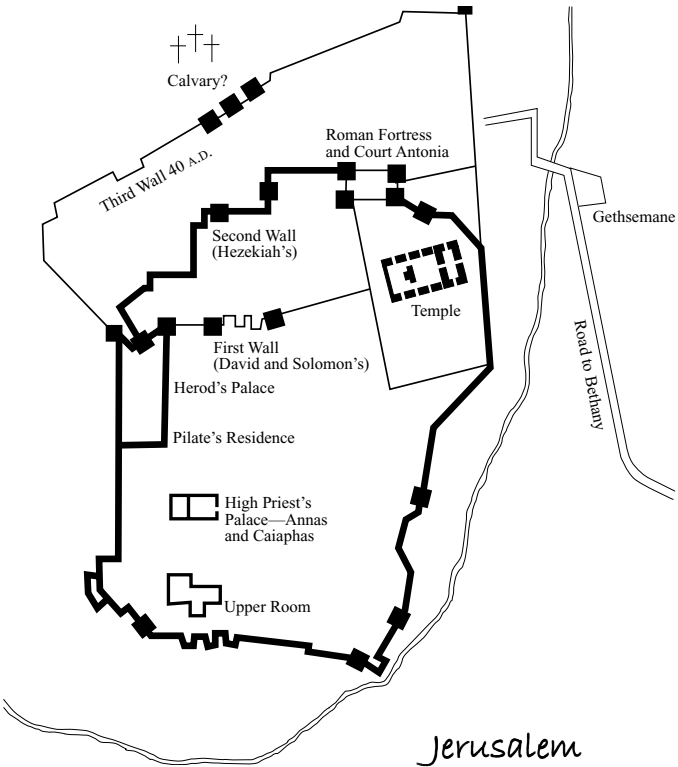 Calvary?
Third Wall 40 A.D.
Roman Fortress
and Court Antonia
Gethsemane
Second Wall
(Hezekiah’s)
Temple
First Wall
(David and Solomon’s)
Road to Bethany
Herod’s Palace
Pilate’s Residence
High Priest’s
Palace—Annas
and Caiaphas
Upper Room
Jerusalem